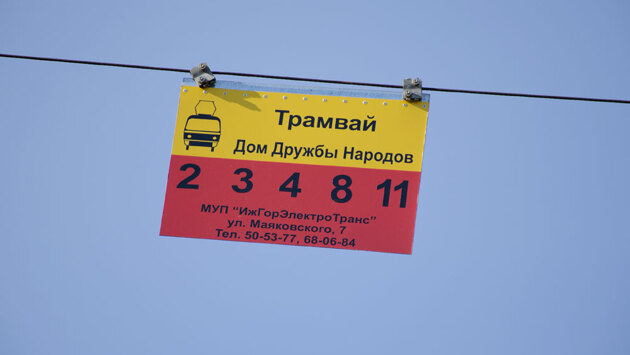 Трамвай
Дом Дружбы Народов
2 3 4 8 11
МУП "ИжГорЭлектроТранс"
ул. Маяковского, 7
Тел. 50-53-77, 68-06-84